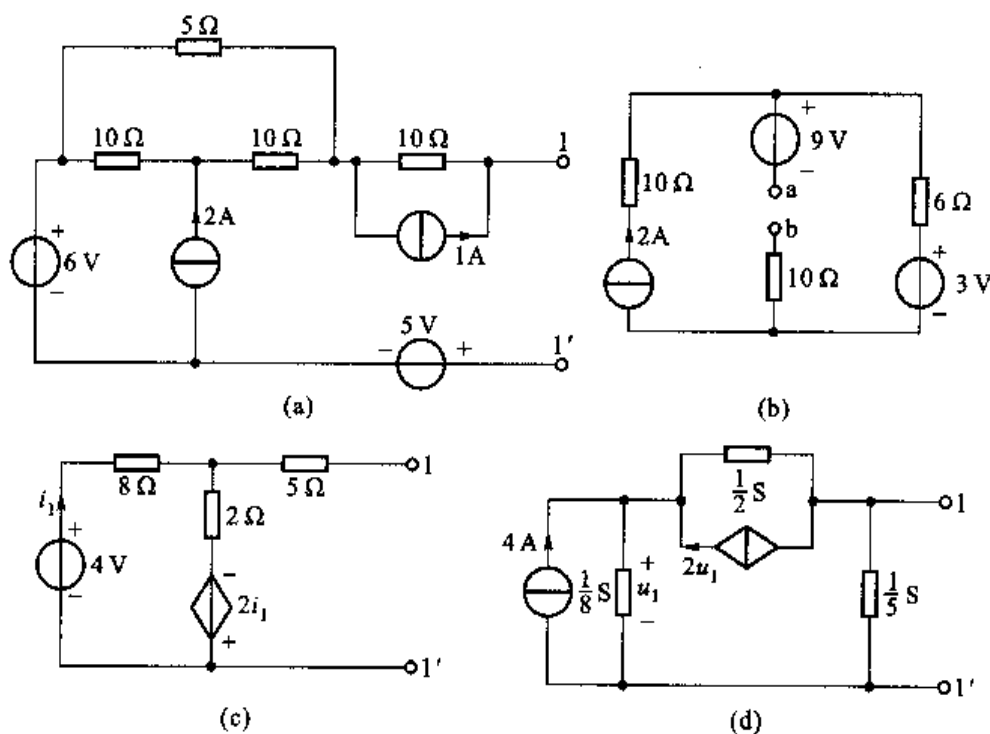 5 Ω
10 Ω 10 Ω 10 Ω 1
2A
6 V
+
−
1A
5 V
− + 1′
(a)
+
9 V
−
a
b
10 Ω
2A
10 Ω
6 Ω
+
3 V
−
(b)
8 Ω 5 Ω 1
i₁
+
4 V
−
2 Ω
−
2i₁
+
1′
(c)
1/2 S
1
4 A
2u₁
1/8 S
+
u₁
−
1/5 S
1′
(d)